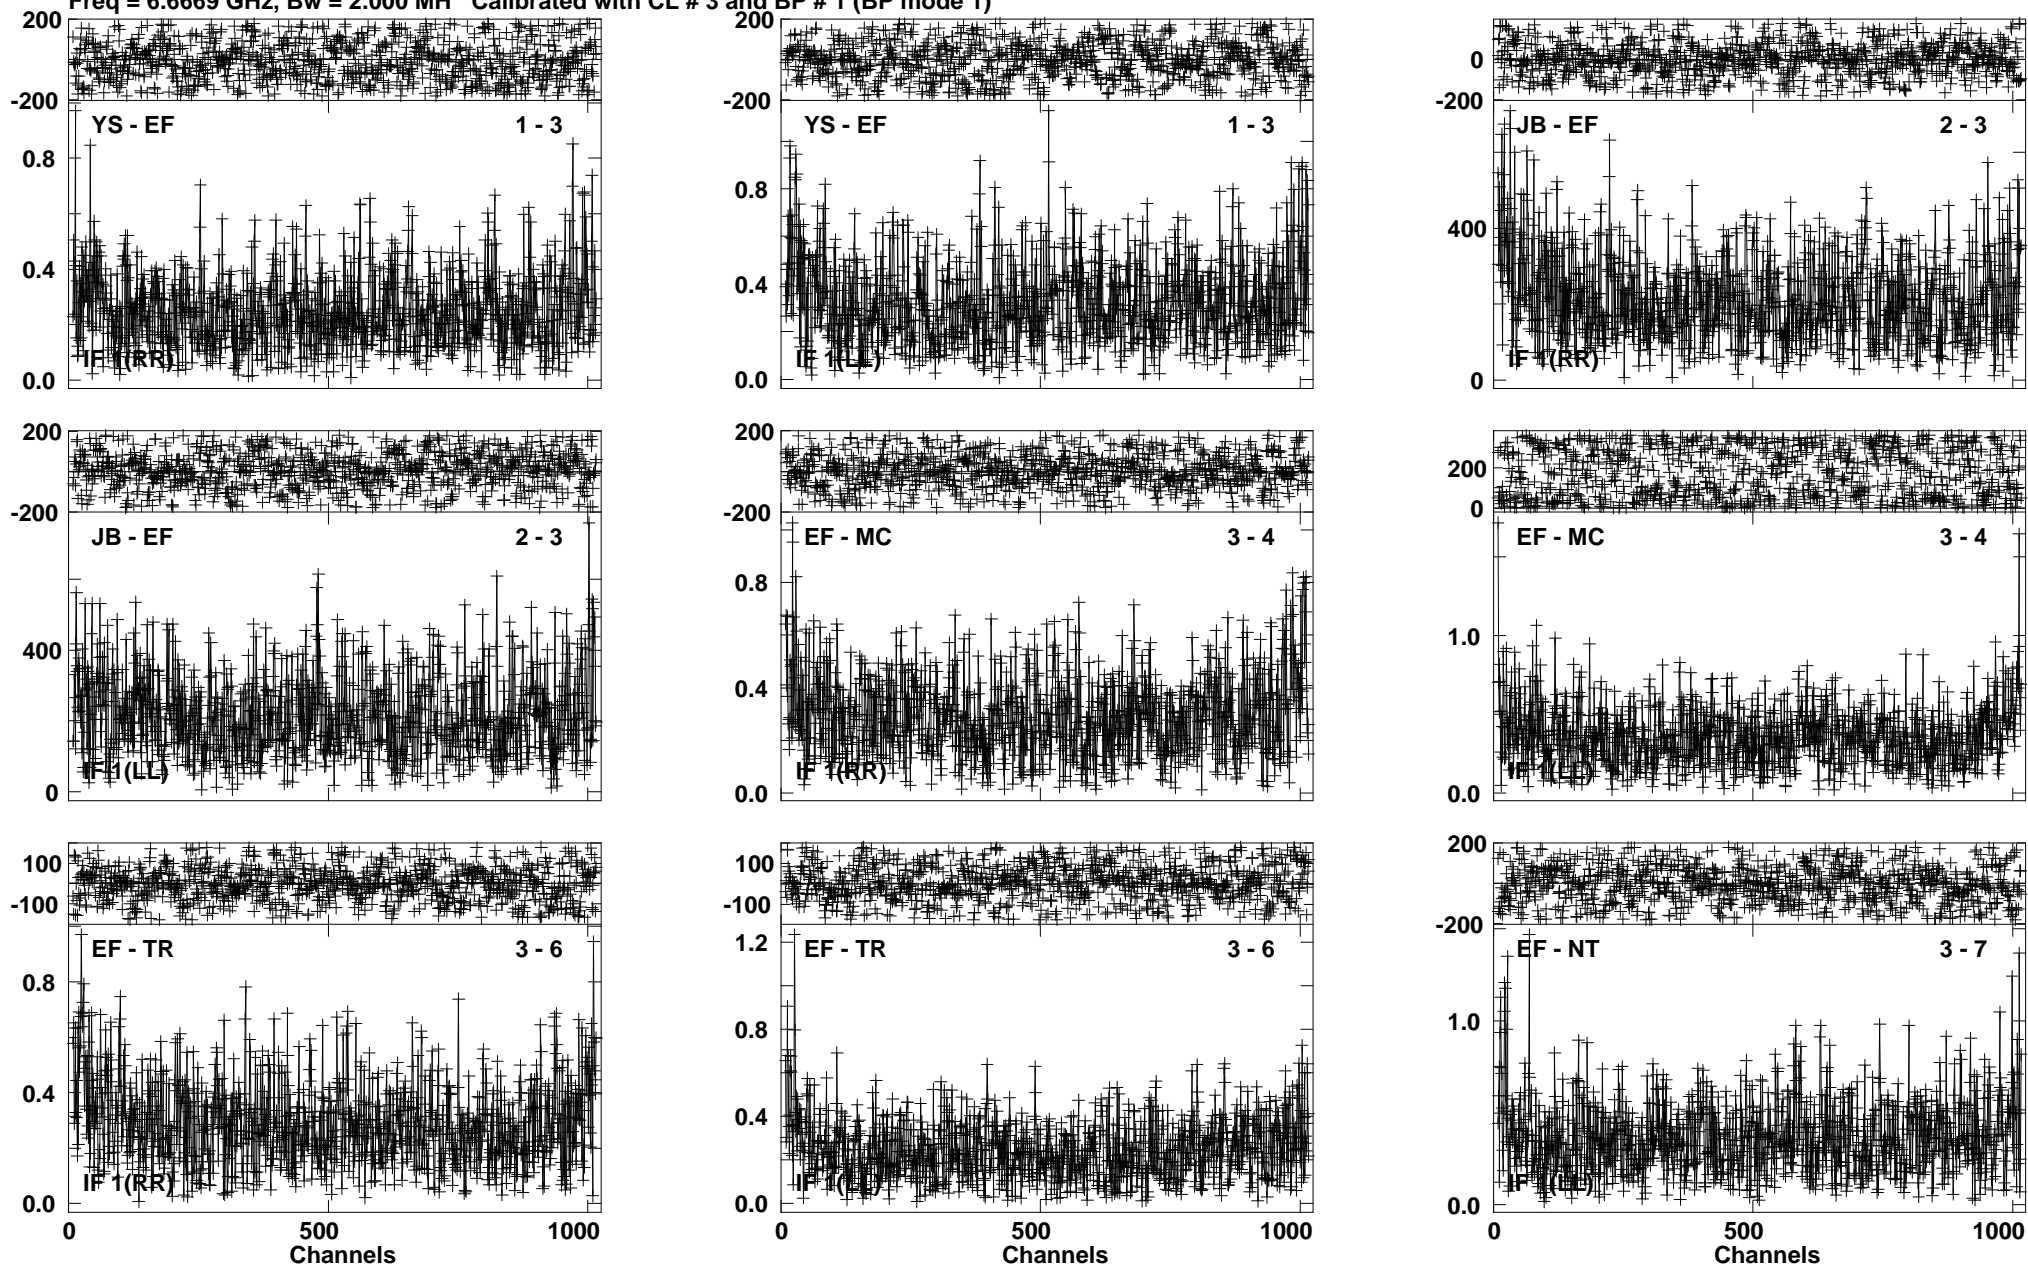 Freq = 6.6669 GHz, Bw = 2.000 MH Calibrated with CL # 3 and BP # 1 (BP mode 1)
200
-200
YS - EF 1 - 3
0.8
0.4
0.0
IF 1(RR)
200
-200
YS - EF 1 - 3
0.8
0.4
0.0
IF 1(LL)
0
-200
JB - EF 2 - 3
400
0
IF 1(RR)
200
-200
JB - EF 2 - 3
400
0
IF 1(LL)
200
-200
EF - MC 3 - 4
0.8
0.4
0.0
IF 1(RR)
200
0
EF - MC 3 - 4
1.0
0.0
IF 1(LL)
100
-100
EF - TR 3 - 6
0.8
0.4
0.0
IF 1(RR)
0 500 1000
Channels
100
-100
EF - TR 3 - 6
1.2
0.8
0.4
0.0
IF 1(LL)
0 500 1000
Channels
200
-200
EF - NT 3 - 7
1.0
0.0
IF 1(LL)
0 500 1000
Channels